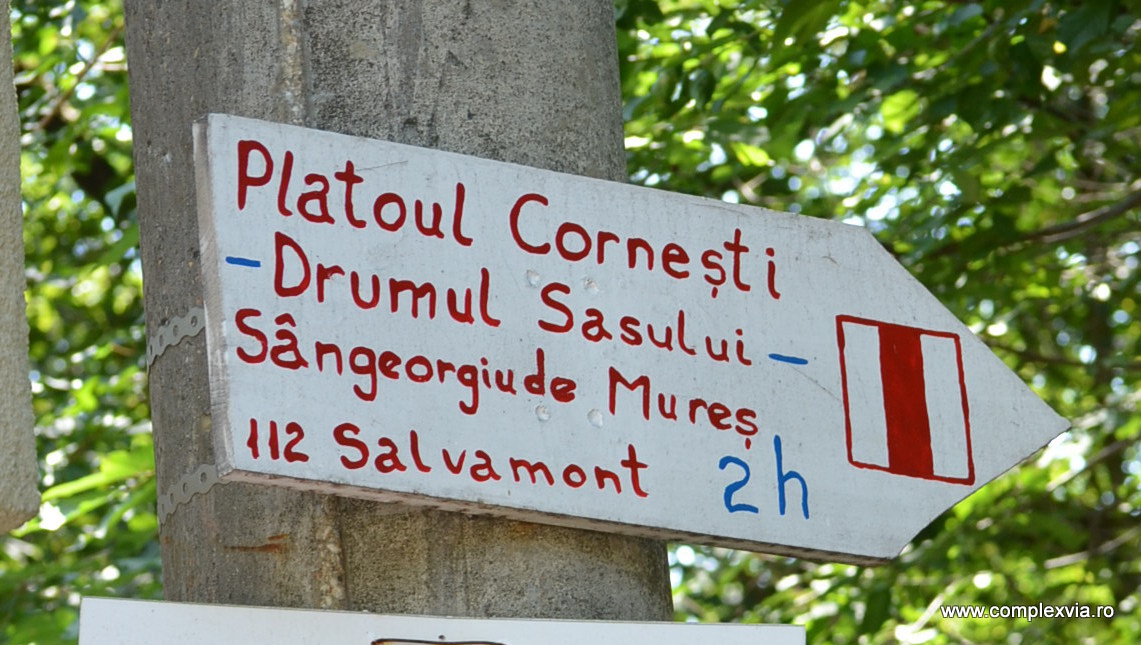 Platoul Cornești
- Drumul Sasului -
Sângeorgiu de Mureș
112 Salvamont 2h
www.complexvia.ro